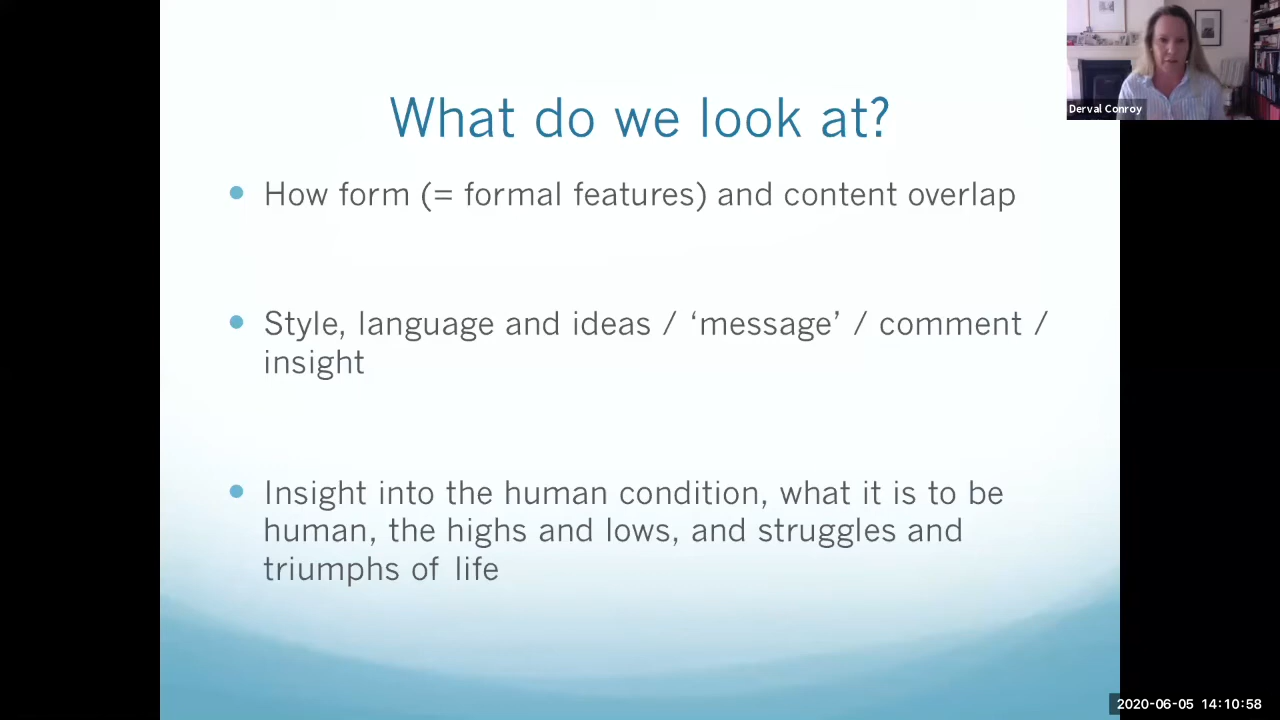 Derval Conroy
What do we look at?
• How form (= formal features) and content overlap
• Style, language and ideas / ‘message’ / comment /
insight
• Insight into the human condition, what it is to be
human, the highs and lows, and struggles and
triumphs of life
2020-06-05 14:10:58